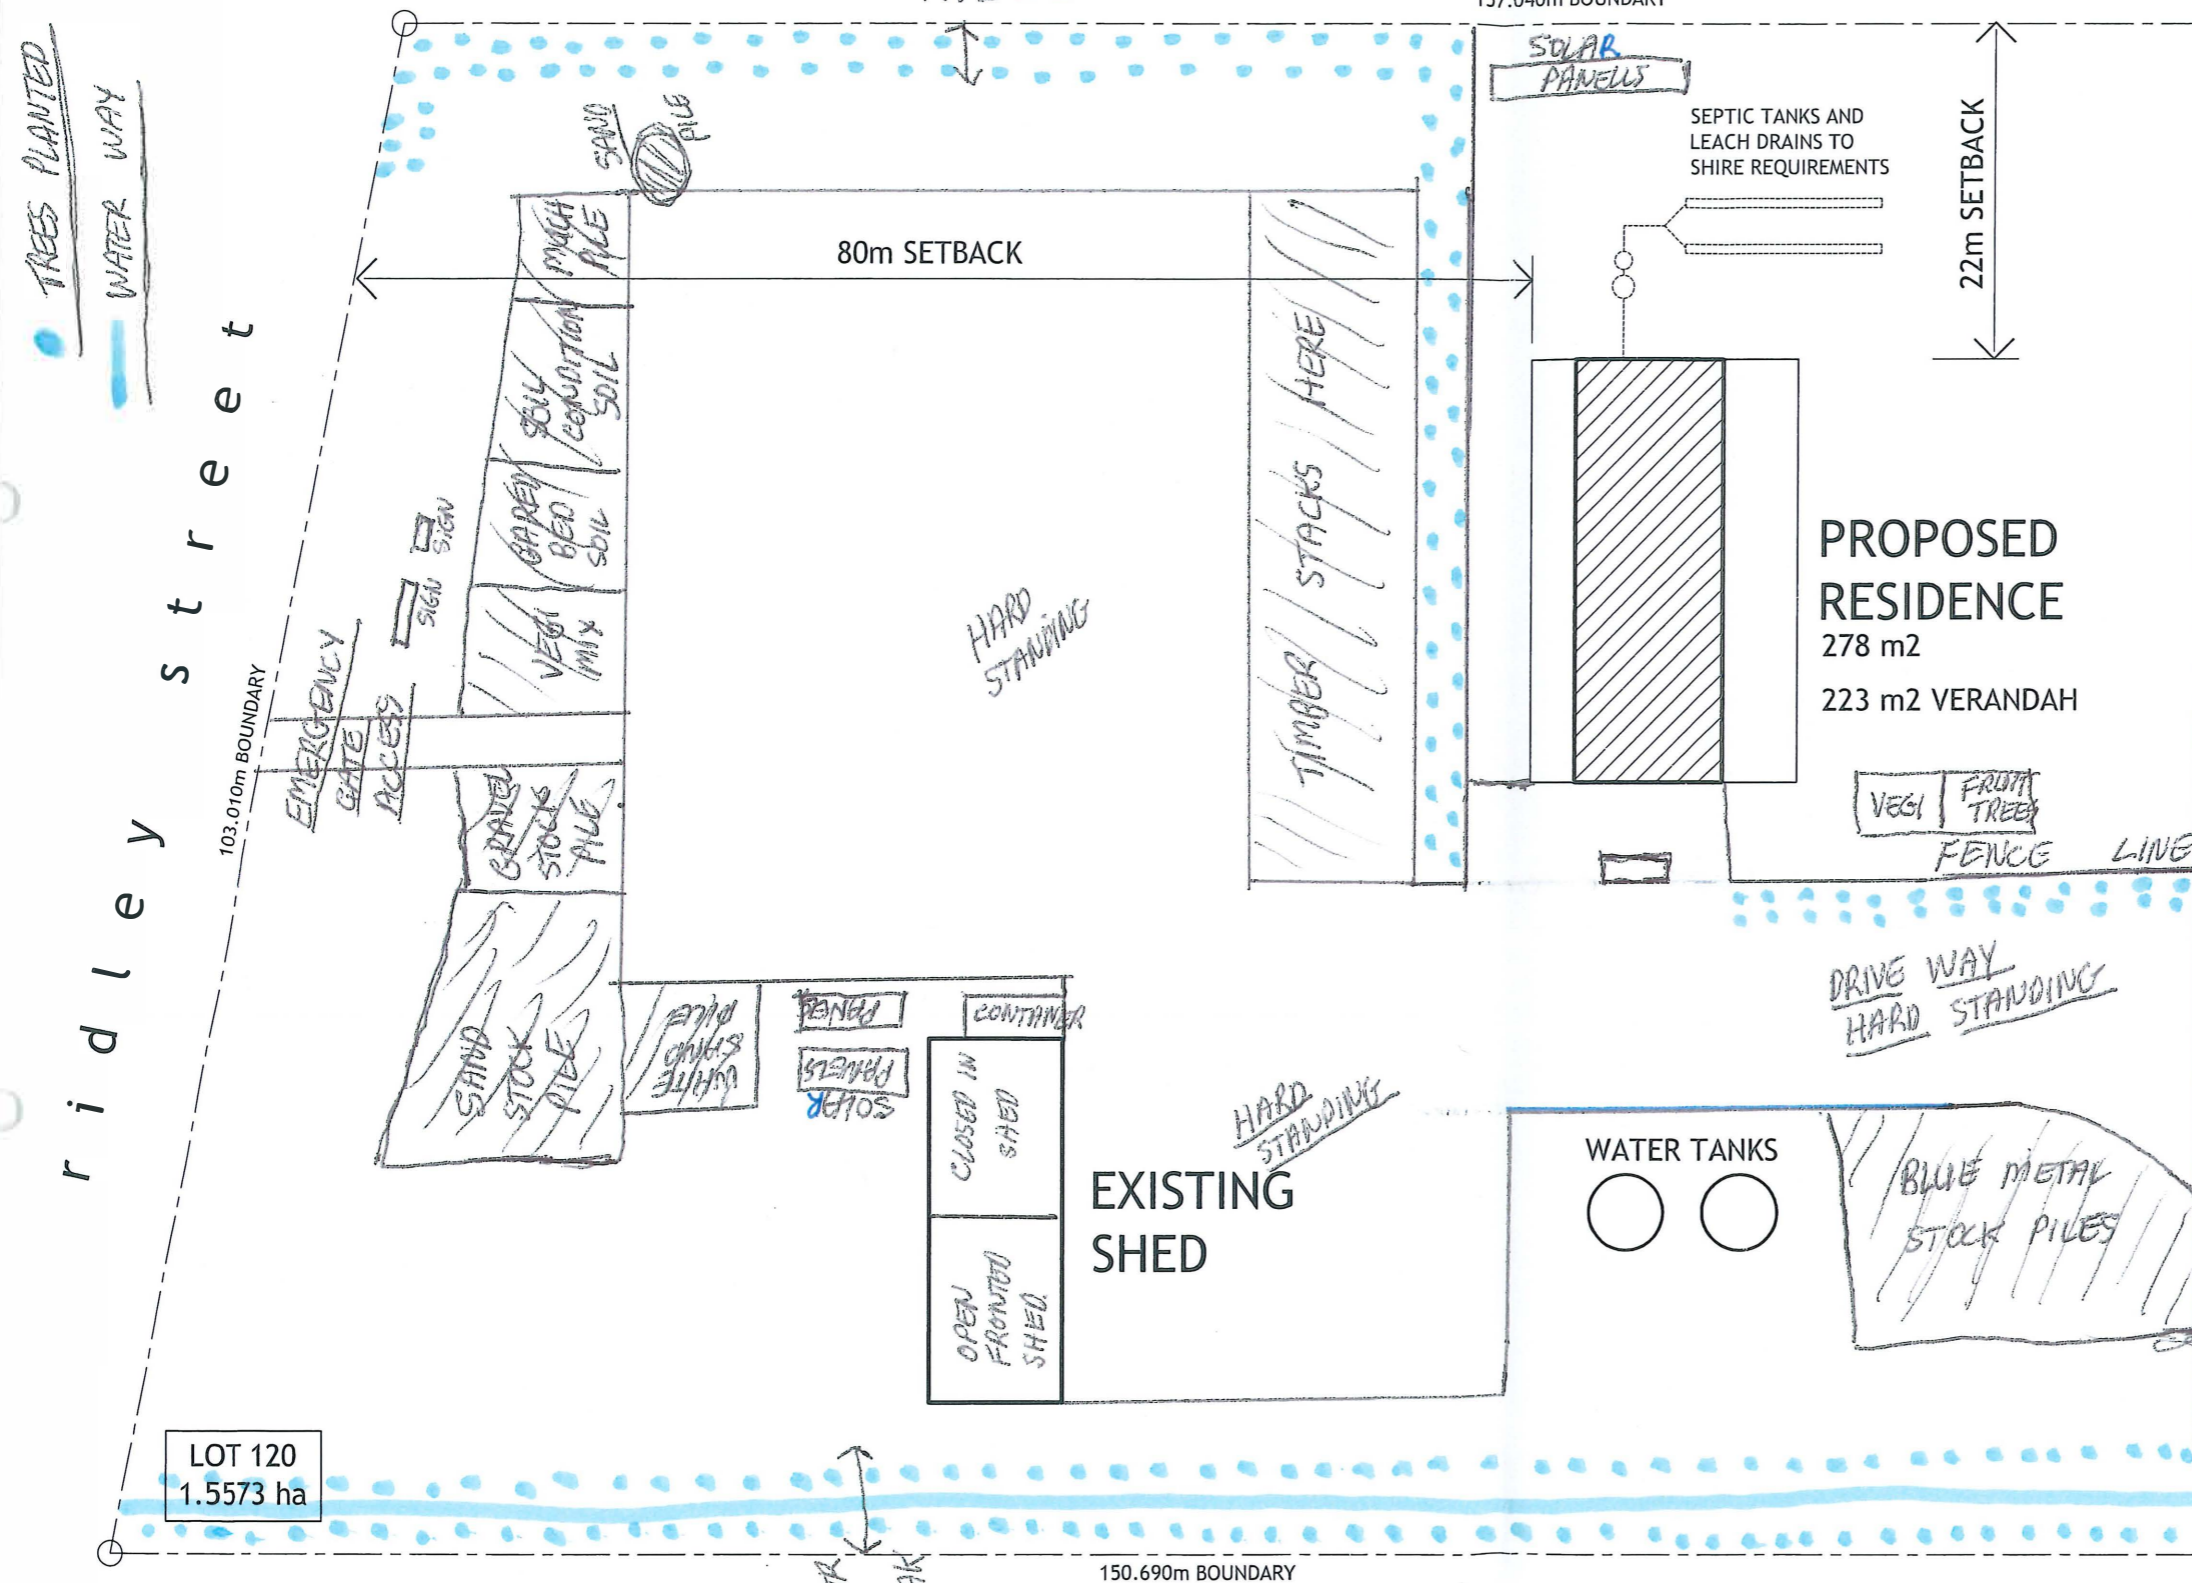 157.040m BOUNDARY
TREES PLANTED
WATER WAY
SAND
PILE
SOLAR
PANELLS
SEPTIC TANKS AND
LEACH DRAINS TO
SHIRE REQUIREMENTS
22m SETBACK
80m SETBACK
PILE
SOIL
CONDITION
SOIL
BED
SOIL
VEGI
MIX
SIGN
SIGN
ridley street
103.010m BOUNDARY
EMERGENCY
GATE
ACCESS
GRAVEL
STOCK
PILE
SAND
STOCK
PILE
HARD
STANDING
TIMBER STACKS HERE
PROPOSED
RESIDENCE
278 m2
223 m2 VERANDAH
VEGI
FRUIT
TREES
FENCE LINE
DRIVE WAY
HARD STANDING
WHITE
SAND
PILE
PANELS
SOLAR
CONTANER
CLOSED IN
SHED
OPEN
FRONTED
SHED.
EXISTING
SHED
HARD
STANDING
WATER TANKS
BLUE METAL
STOCK PILES
LOT 120
1.5573 ha
150.690m BOUNDARY